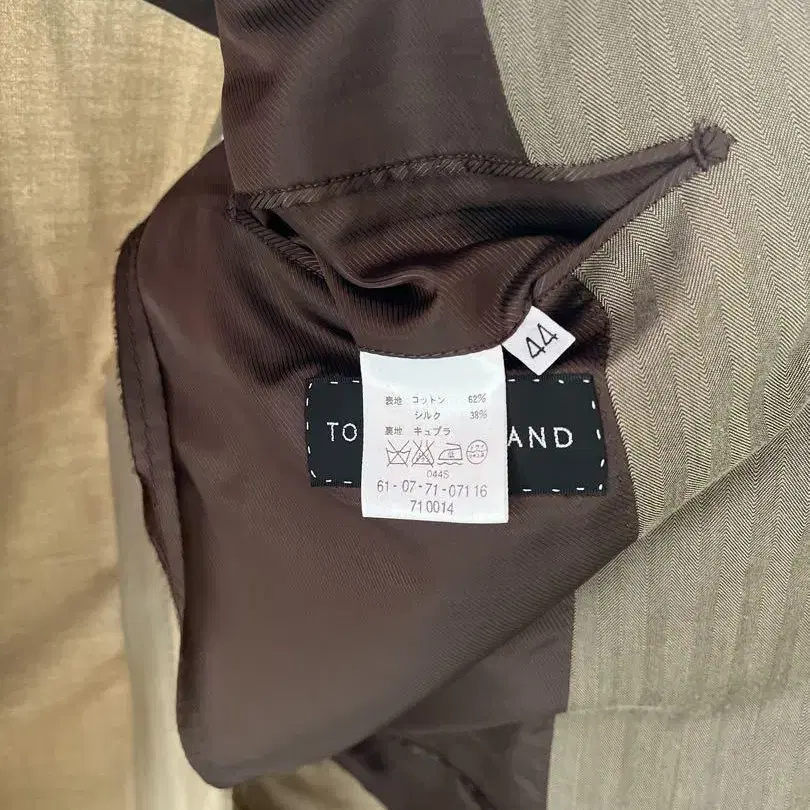 44
表地 コットン 62%
シルク 38%
裏地 キュプラ
TO AND
044S
61-07-71-07116
710014